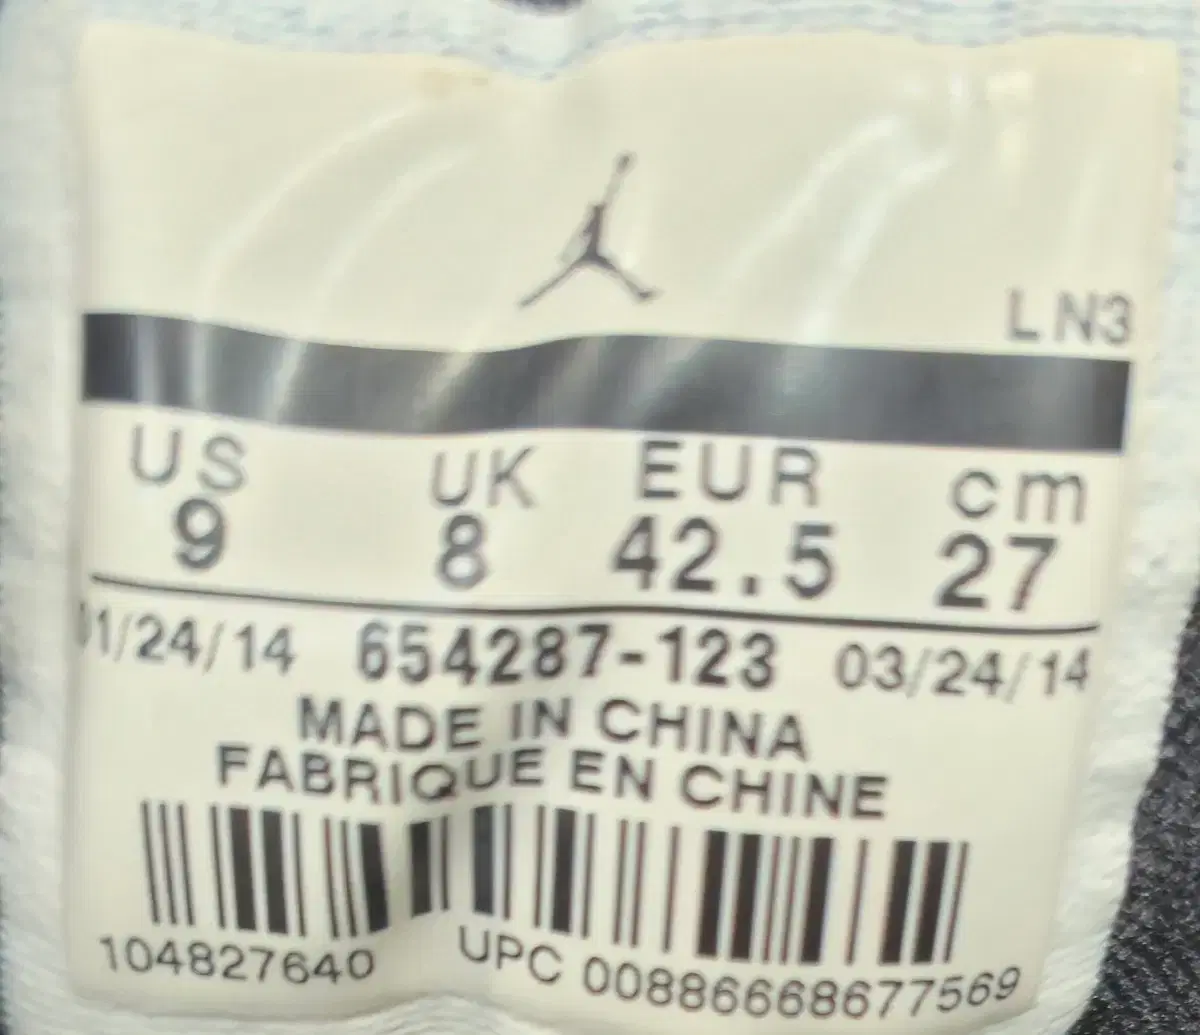 LN3
US UK EUR cm
9 8 42.5 27
01/24/14 654287-123 03/24/14
MADE IN CHINA
FABRIQUE EN CHINE
104827640 UPC 00886668677569